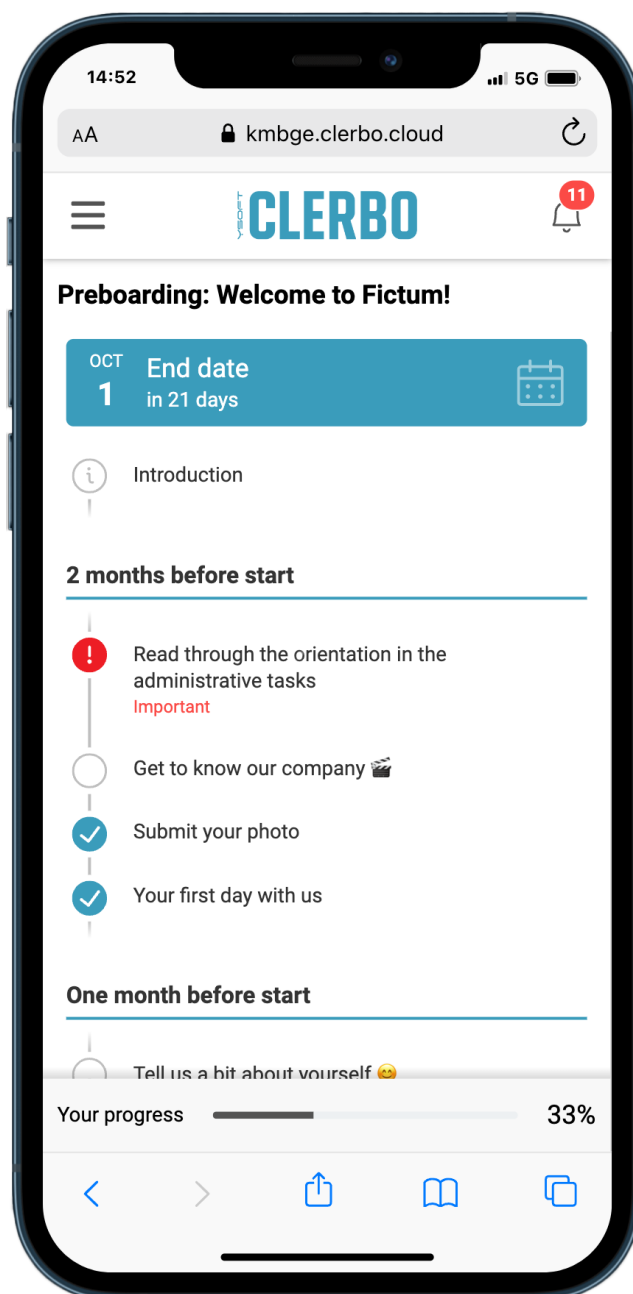 14:52
5G
AA
kmbge.clerbo.cloud
YSOFT
CLERBO
11
Preboarding: Welcome to Fictum!
OCT
1
End date
in 21 days
Introduction
2 months before start
Read through the orientation in the
administrative tasks
Important
Get to know our company 🎬
Submit your photo
Your first day with us
One month before start
Tell us a bit about yourself 😊
Your progress
33%